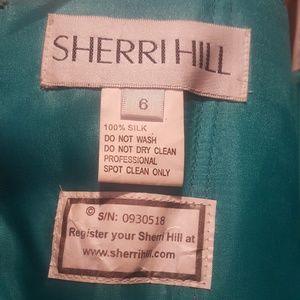 SHERRI HILL
6
100% SILK
DO NOT WASH
DO NOT DRY CLEAN
PROFESSIONAL
SPOT CLEAN ONLY
© S/N: 0930518
Register your Sherri Hill at
www.sherrihill.com